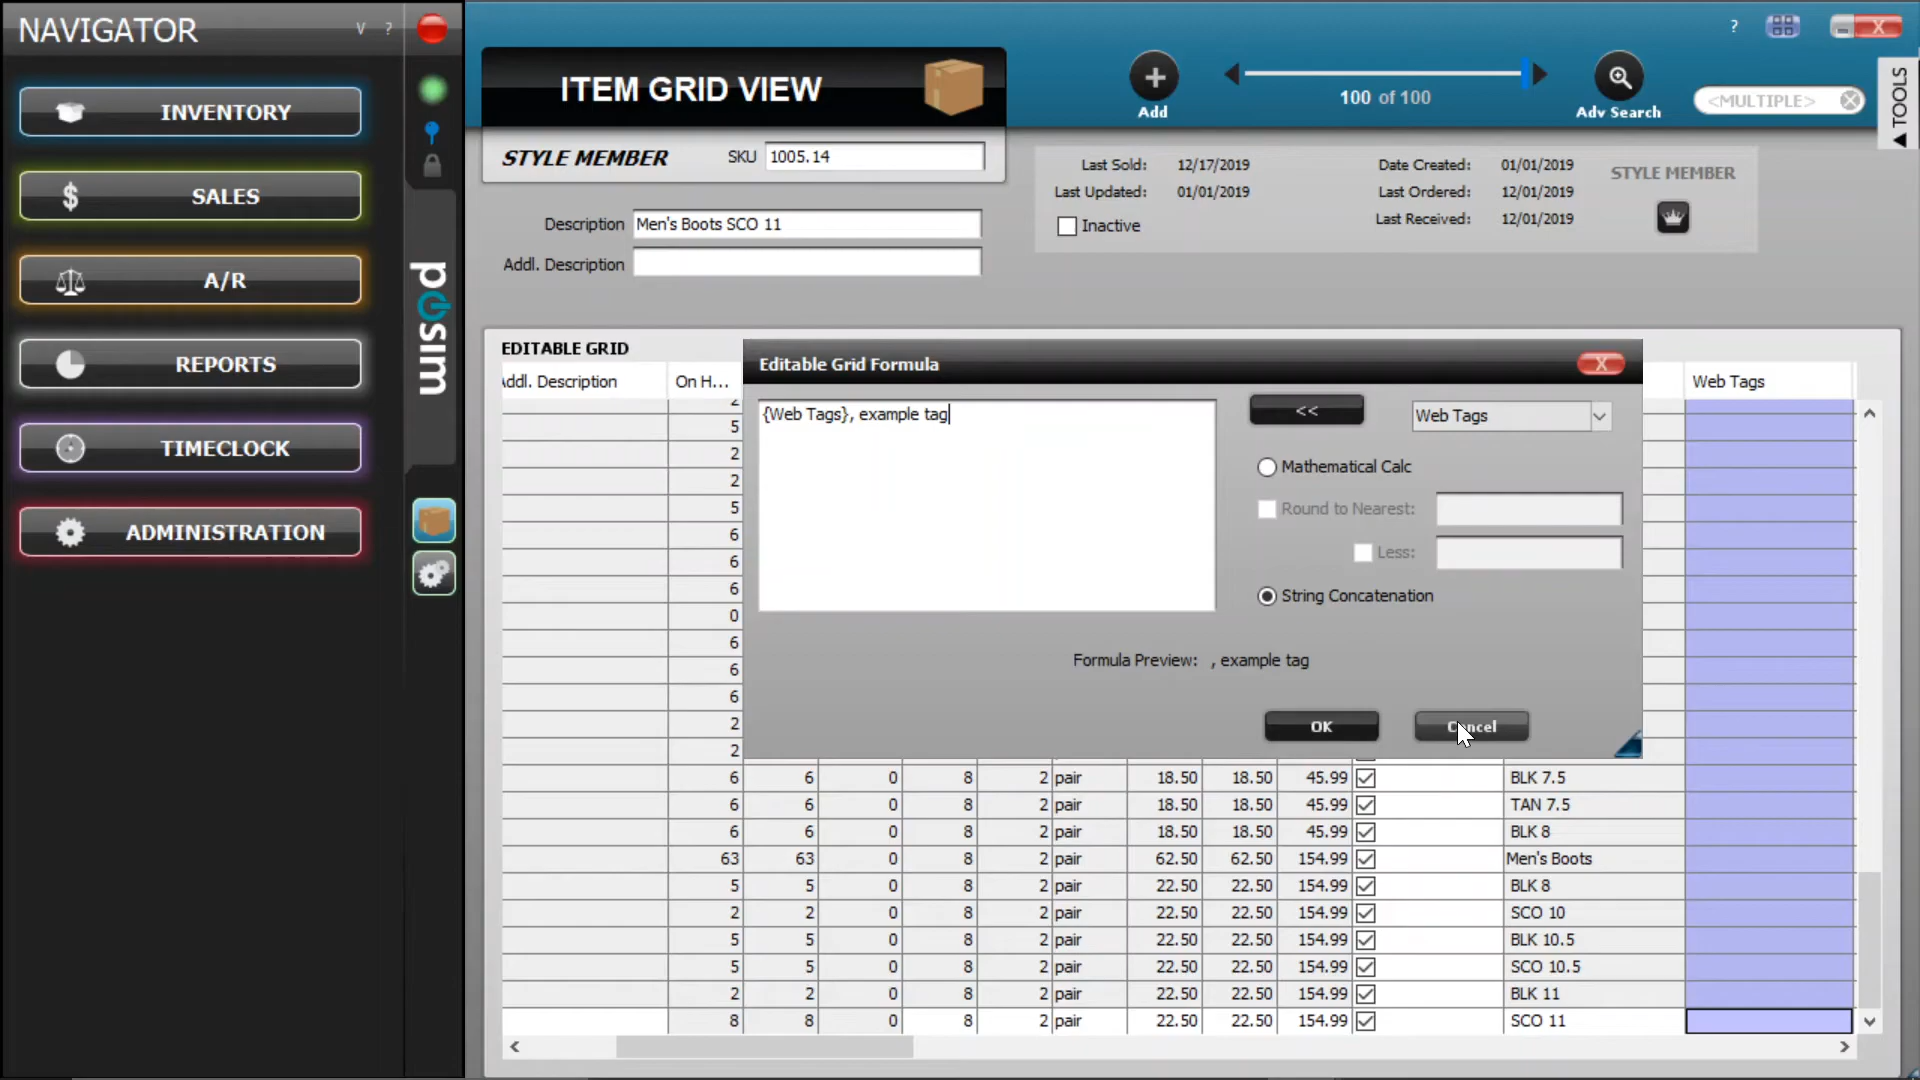 NAVIGATOR
V ?
INVENTORY
$ SALES
A/R
REPORTS
TIMECLOCK
ADMINISTRATION
posim
ITEM GRID VIEW
Add
100 of 100
Adv Search
?
X
<MULTIPLE>
TOOLS
STYLE MEMBER SKU 1005.14
Description Men's Boots SCO 11
Addl. Description
Last Sold: 12/17/2019
Last Updated: 01/01/2019
Inactive
Date Created: 01/01/2019
Last Ordered: 12/01/2019
Last Received: 12/01/2019
STYLE MEMBER
EDITABLE GRID
Addl. Description On H... Web Tags
5
2
2
5
6
6
6
0
6
6
6
2
2
Editable Grid Formula X
{Web Tags}, example tag
<< Web Tags
Mathematical Calc
Round to Nearest:
Less:
String Concatenation
Formula Preview: , example tag
OK Cancel
6 6 0 8 2 pair 18.50 18.50 45.99 BLK 7.5
6 6 0 8 2 pair 18.50 18.50 45.99 TAN 7.5
6 6 0 8 2 pair 18.50 18.50 45.99 BLK 8
63 63 0 8 2 pair 62.50 62.50 154.99 Men's Boots
5 5 0 8 2 pair 22.50 22.50 154.99 BLK 8
2 2 0 8 2 pair 22.50 22.50 154.99 SCO 10
5 5 0 8 2 pair 22.50 22.50 154.99 BLK 10.5
5 5 0 8 2 pair 22.50 22.50 154.99 SCO 10.5
2 2 0 8 2 pair 22.50 22.50 154.99 BLK 11
8 8 0 8 2 pair 22.50 22.50 154.99 SCO 11